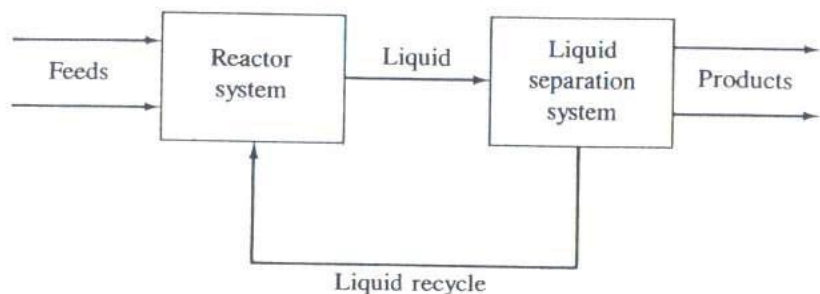 Feeds
Reactor
system
Liquid
Liquid
separation
system
Products
Liquid recycle